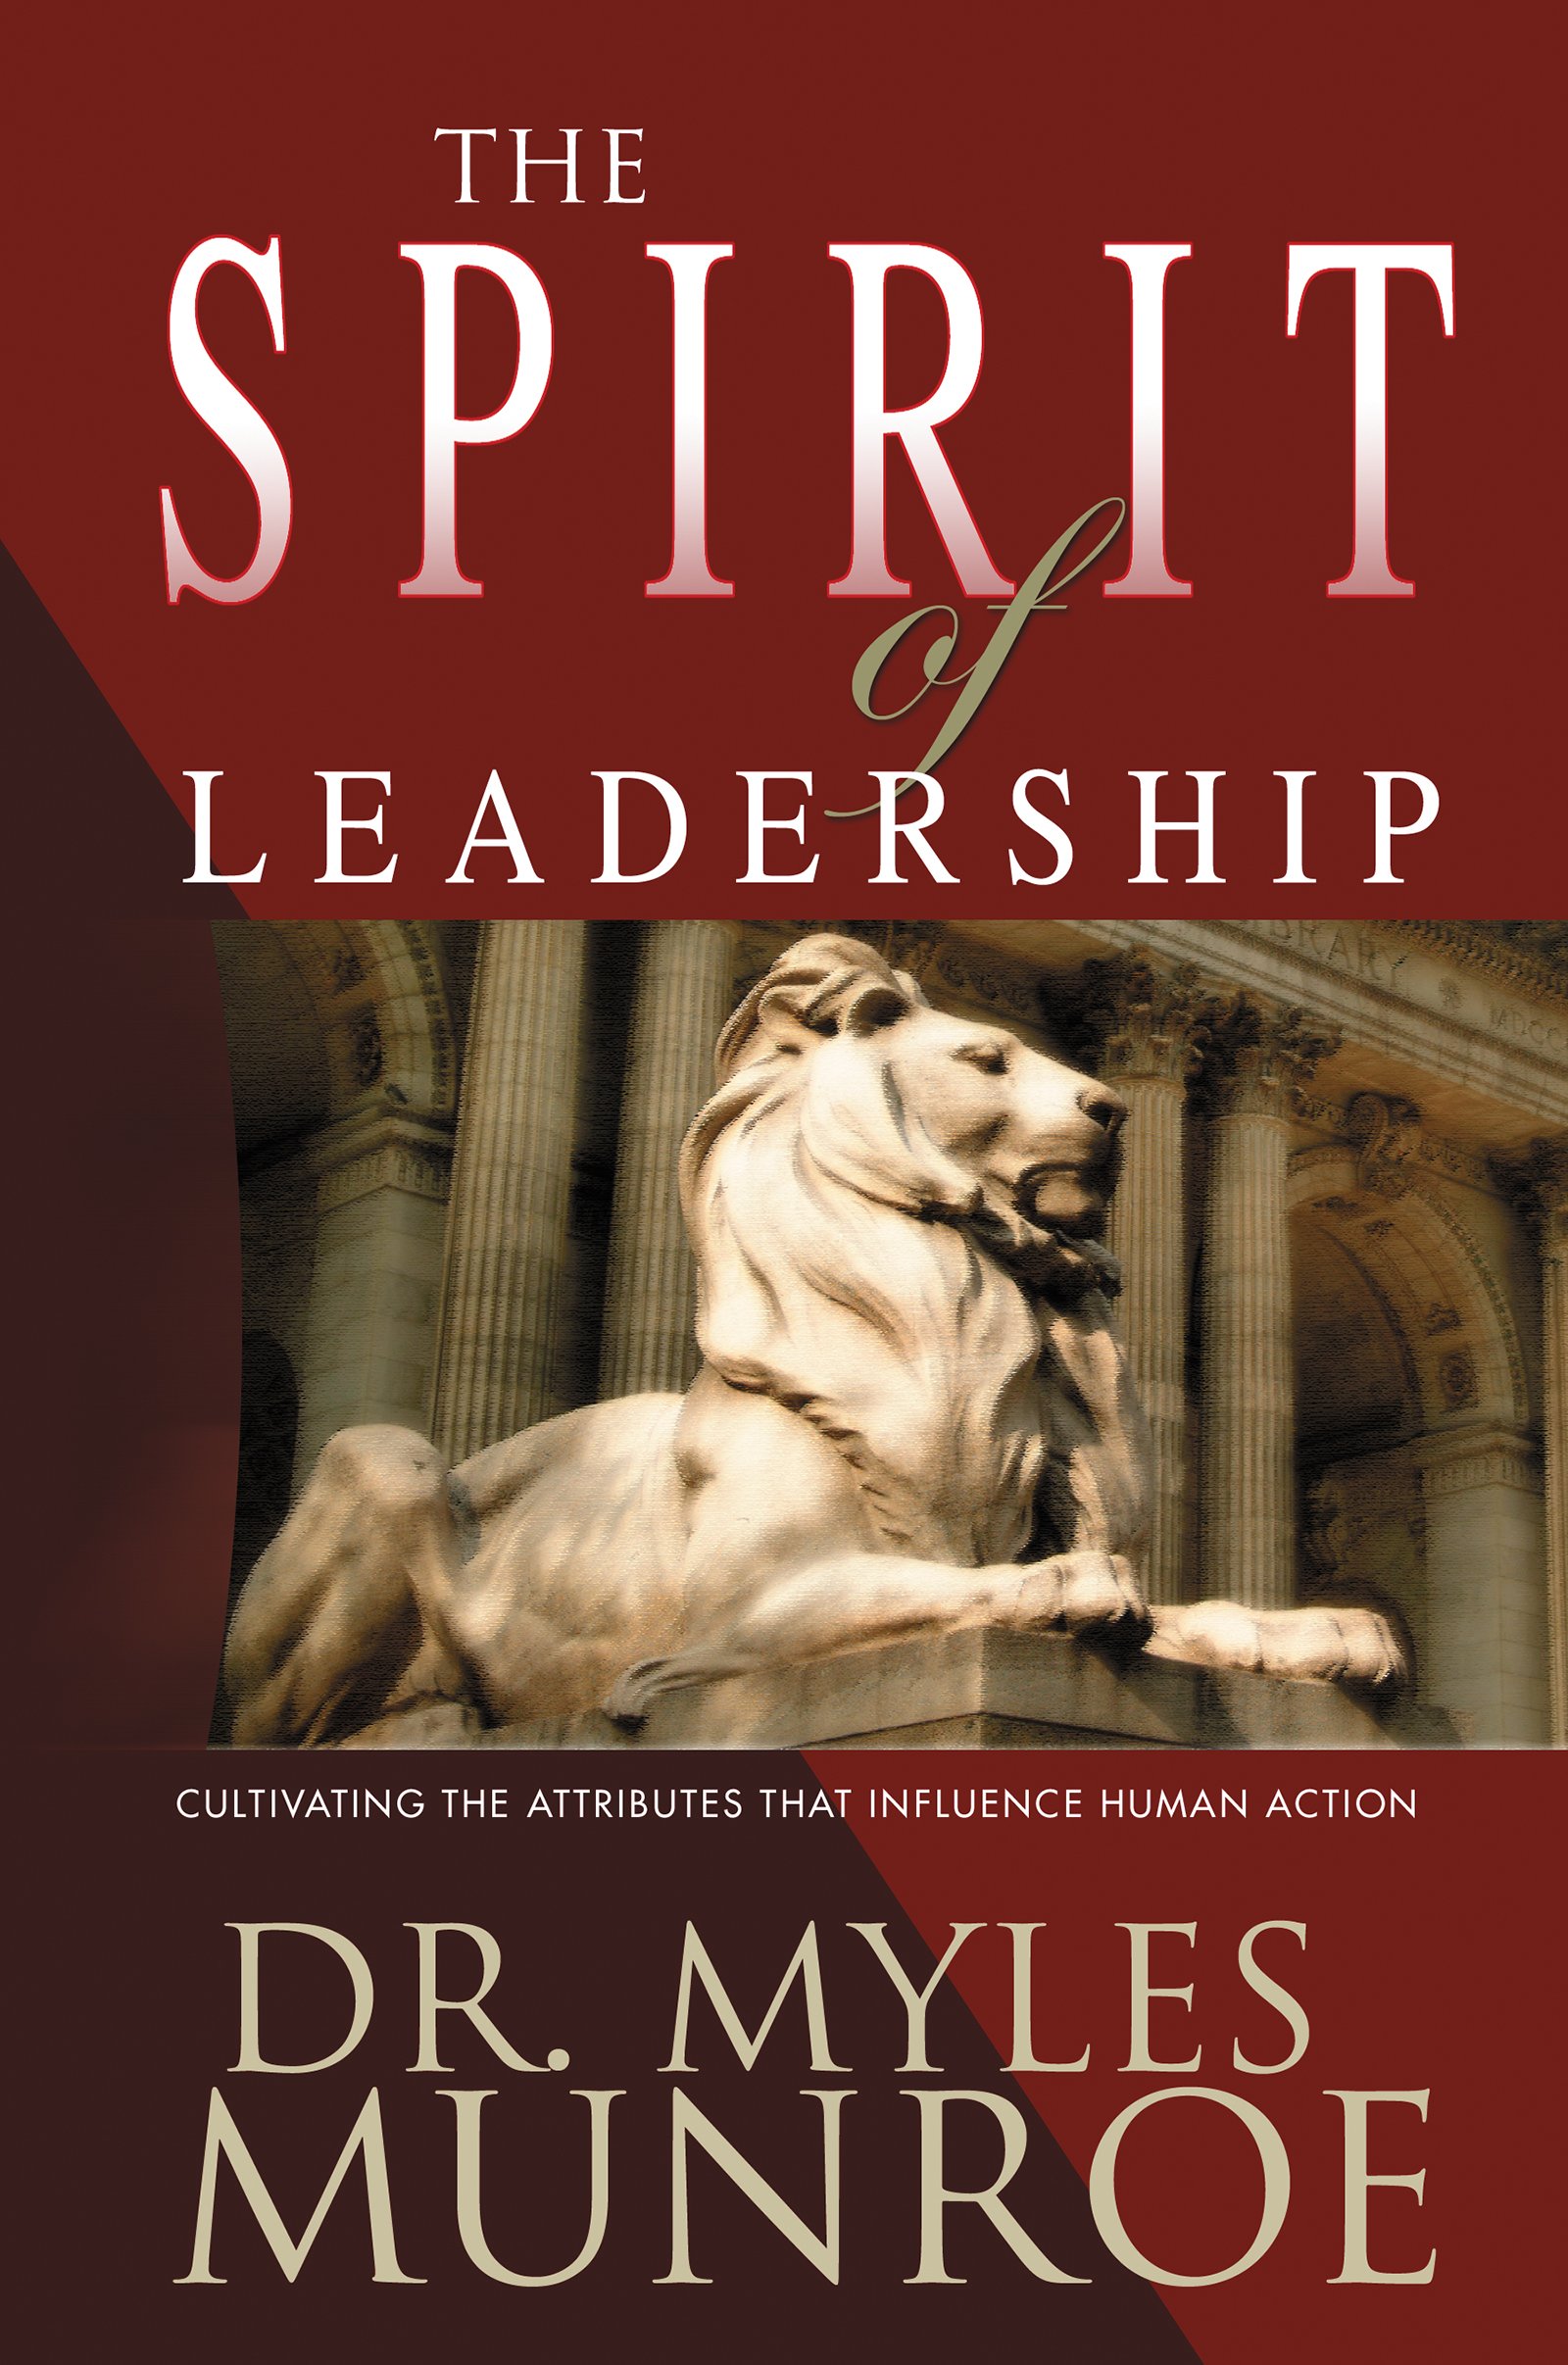 THE
SPIRIT
of
LEADERSHIP
CULTIVATING THE ATTRIBUTES THAT INFLUENCE HUMAN ACTION
DR. MYLES
MUNROE